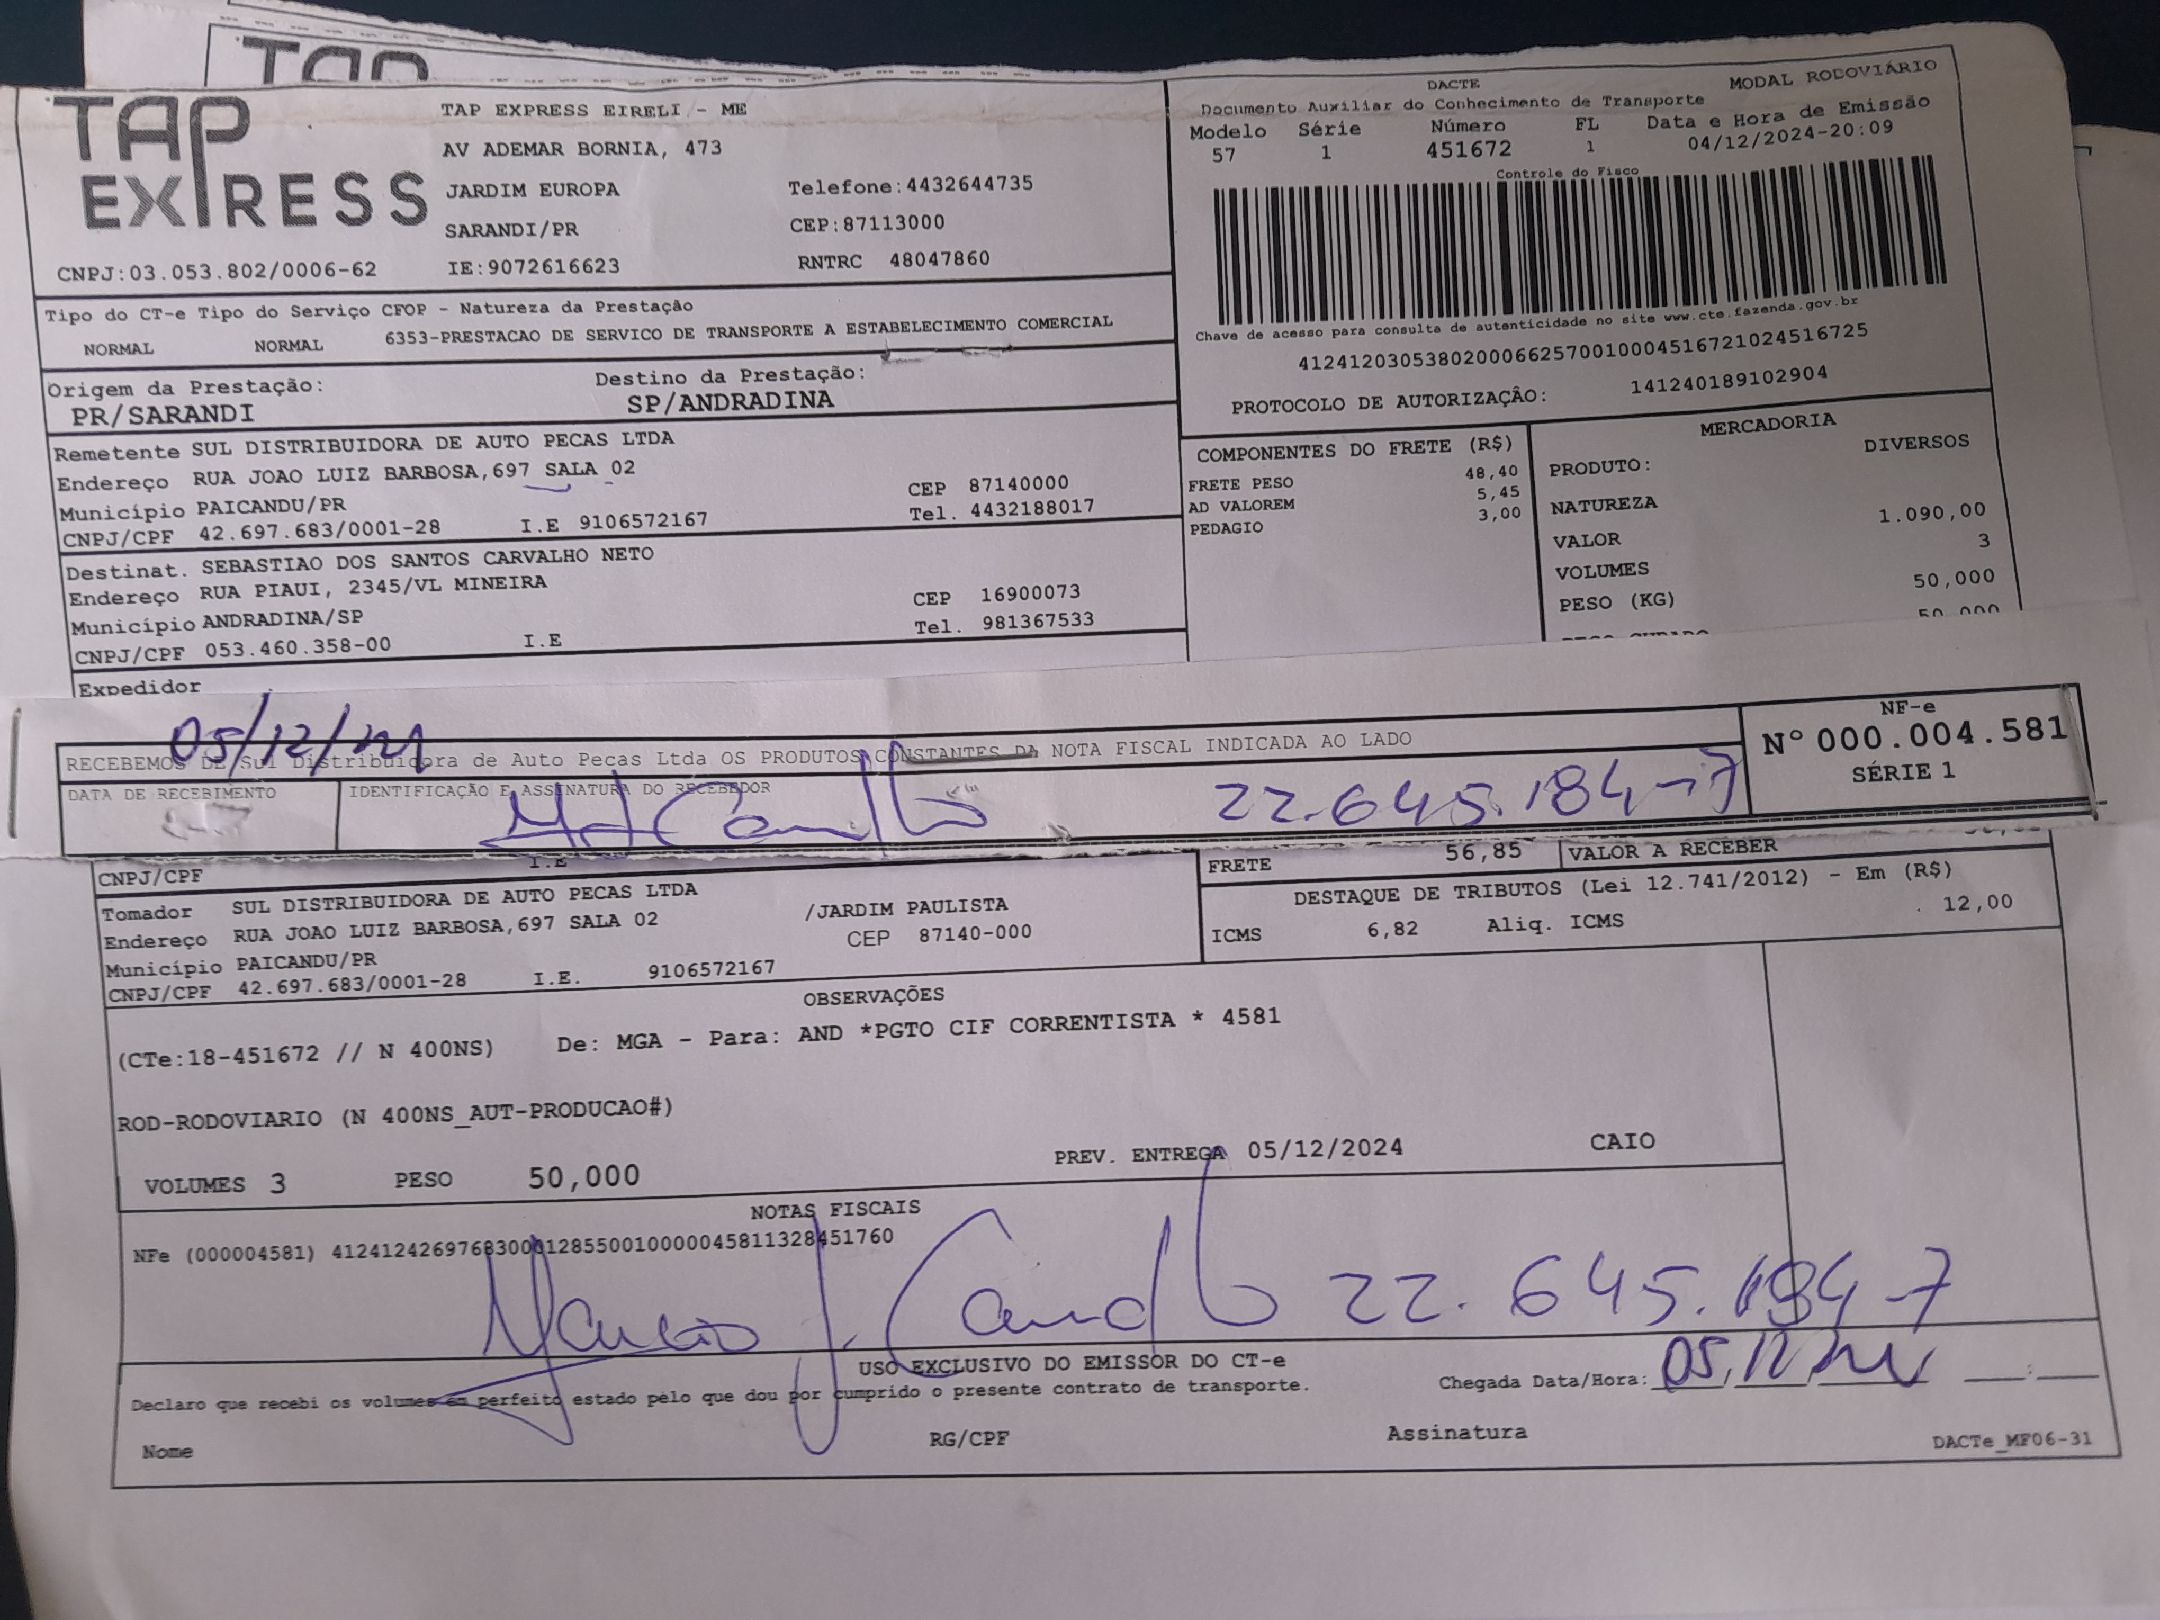 TAP
TAP EXPRESS
TAP EXPRESS EIRELI - ME
AV ADEMAR BORNIA, 473
JARDIM EUROPA Telefone:4432644735
SARANDI/PR CEP:87113000
CNPJ:03.053.802/0006-62 IE:9072616623 RNTRC 48047860
DACTE MODAL RODOVIÁRIO
Documento Auxiliar do Conhecimento de Transporte
Modelo Série Número FL Data e Hora de Emissão
57 1 451672 1 04/12/2024-20:09
Controle do Fisco
Chave de acesso para consulta de autenticidade no site www.cte.fazenda.gov.br
41241203053802000662570010004516721024516725
PROTOCOLO DE AUTORIZAÇÃO: 141240189102904
Tipo do CT-e Tipo do Serviço CFOP - Natureza da Prestação
NORMAL NORMAL 6353-PRESTACAO DE SERVICO DE TRANSPORTE A ESTABELECIMENTO COMERCIAL
Origem da Prestação: Destino da Prestação:
PR/SARANDI SP/ANDRADINA
Remetente SUL DISTRIBUIDORA DE AUTO PECAS LTDA
Endereço RUA JOAO LUIZ BARBOSA,697 SALA 02
Município PAICANDU/PR CEP 87140000
CNPJ/CPF 42.697.683/0001-28 I.E 9106572167 Tel. 4432188017
Destinat. SEBASTIAO DOS SANTOS CARVALHO NETO
Endereço RUA PIAUI, 2345/VL MINEIRA
Município ANDRADINA/SP CEP 16900073
CNPJ/CPF 053.460.358-00 I.E Tel. 981367533
Expedidor
COMPONENTES DO FRETE (R$)
FRETE PESO 48,40
AD VALOREM 5,45
PEDAGIO 3,00
MERCADORIA
PRODUTO: DIVERSOS
NATUREZA
VALOR 1.090,00
VOLUMES 3
PESO (KG) 50,000
05/12/24
RECEBEMOS DE Sul Distribuidora de Auto Pecas Ltda OS PRODUTOS CONSTANTES DA NOTA FISCAL INDICADA AO LADO
DATA DE RECEBIMENTO IDENTIFICAÇÃO E ASSINATURA DO RECEBEDOR
22.645.184-7
NF-e
Nº 000.004.581
SÉRIE 1
CNPJ/CPF I.E
FRETE 56,85 VALOR A RECEBER
Tomador SUL DISTRIBUIDORA DE AUTO PECAS LTDA
Endereço RUA JOAO LUIZ BARBOSA,697 SALA 02 /JARDIM PAULISTA
Município PAICANDU/PR CEP 87140-000
CNPJ/CPF 42.697.683/0001-28 I.E. 9106572167
DESTAQUE DE TRIBUTOS (Lei 12.741/2012) - Em (R$)
ICMS 6,82 Aliq. ICMS 12,00
OBSERVAÇÕES
(CTe:18-451672 // N 400NS) De: MGA - Para: AND *PGTO CIF CORRENTISTA * 4581
ROD-RODOVIARIO (N 400NS_AUT-PRODUCAO#)
VOLUMES 3 PESO 50,000 PREV. ENTREGA 05/12/2024 CAIO
NOTAS FISCAIS
NFe (000004581) 41241242697683000128550010000045811328451760
22.645.184-7
USO EXCLUSIVO DO EMISSOR DO CT-e
Declaro que recebi os volumes em perfeito estado pelo que dou por cumprido o presente contrato de transporte.
Chegada Data/Hora: 05/12/24 :
Nome RG/CPF Assinatura
DACTe_MF06-31